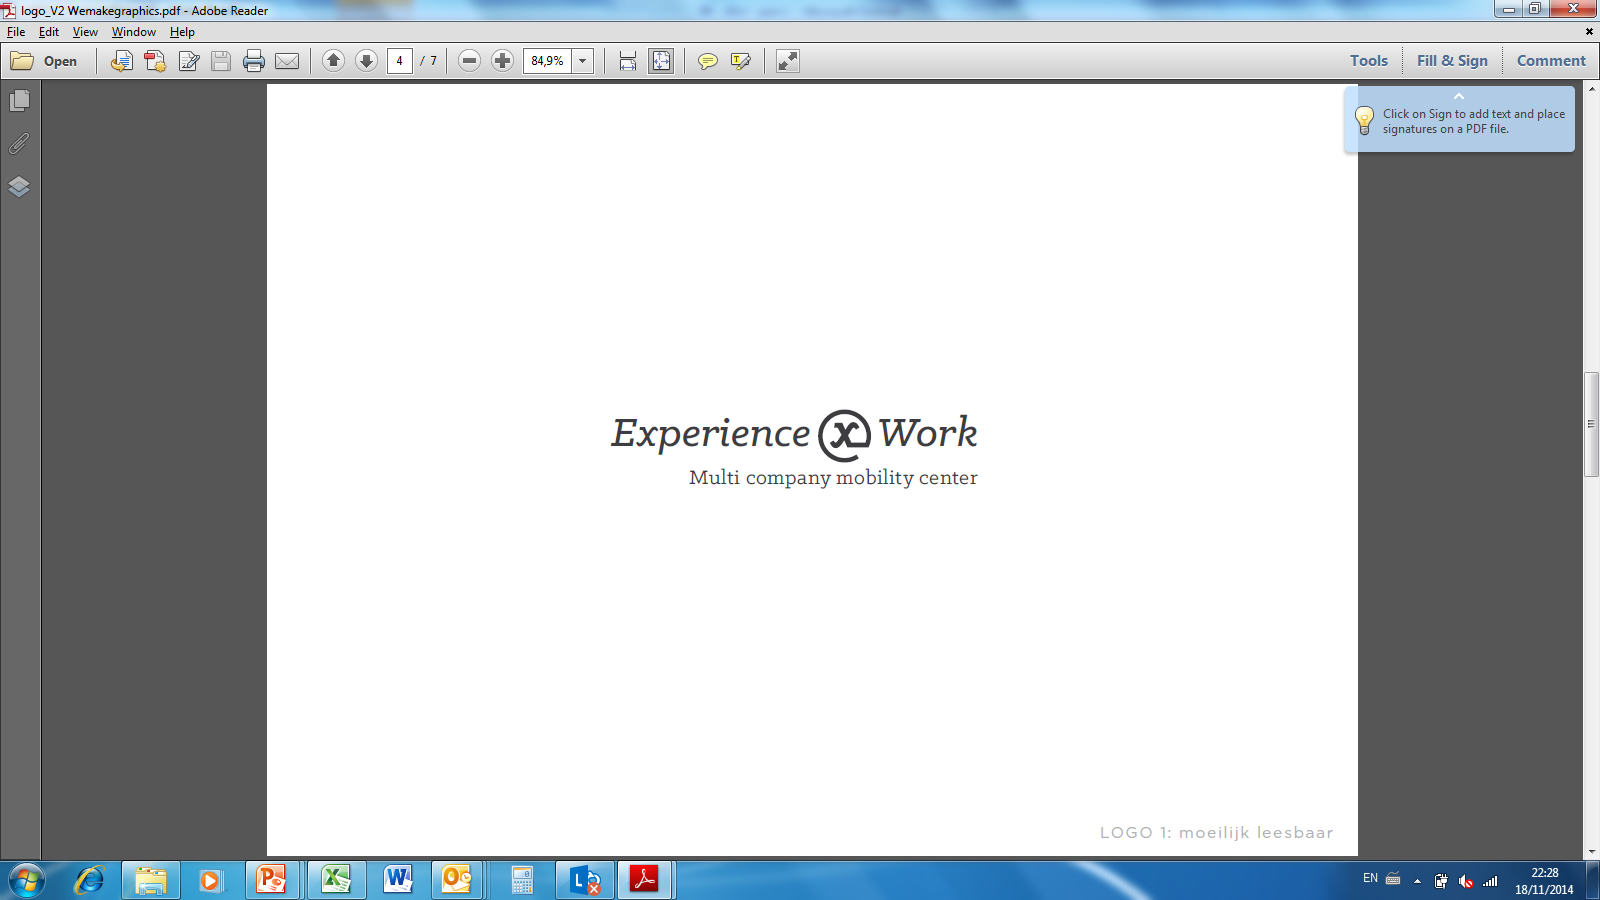 logo_V2 Wemakegraphics.pdf - Adobe Reader
File Edit View Window Help
Open 4 / 7 84,9% Tools Fill & Sign Comment
Click on Sign to add text and place
signatures on a PDF file.
Experience @ Work
Multi company mobility center
LOGO 1: moeilijk leesbaar
EN 22:28
18/11/2014